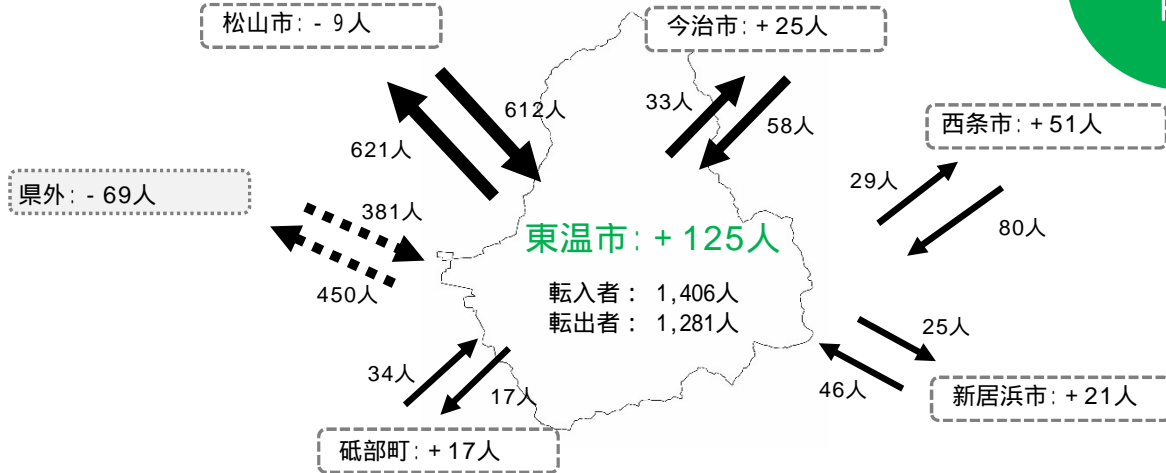 松山市: - 9人
今治市: + 25人
612人
621人
33人
58人
西条市: + 51人
29人
80人
県外: - 69人
381人
450人
東温市: + 125人
転入者： 1,406人
転出者： 1,281人
25人
46人
新居浜市: + 21人
34人
17人
砥部町: + 17人